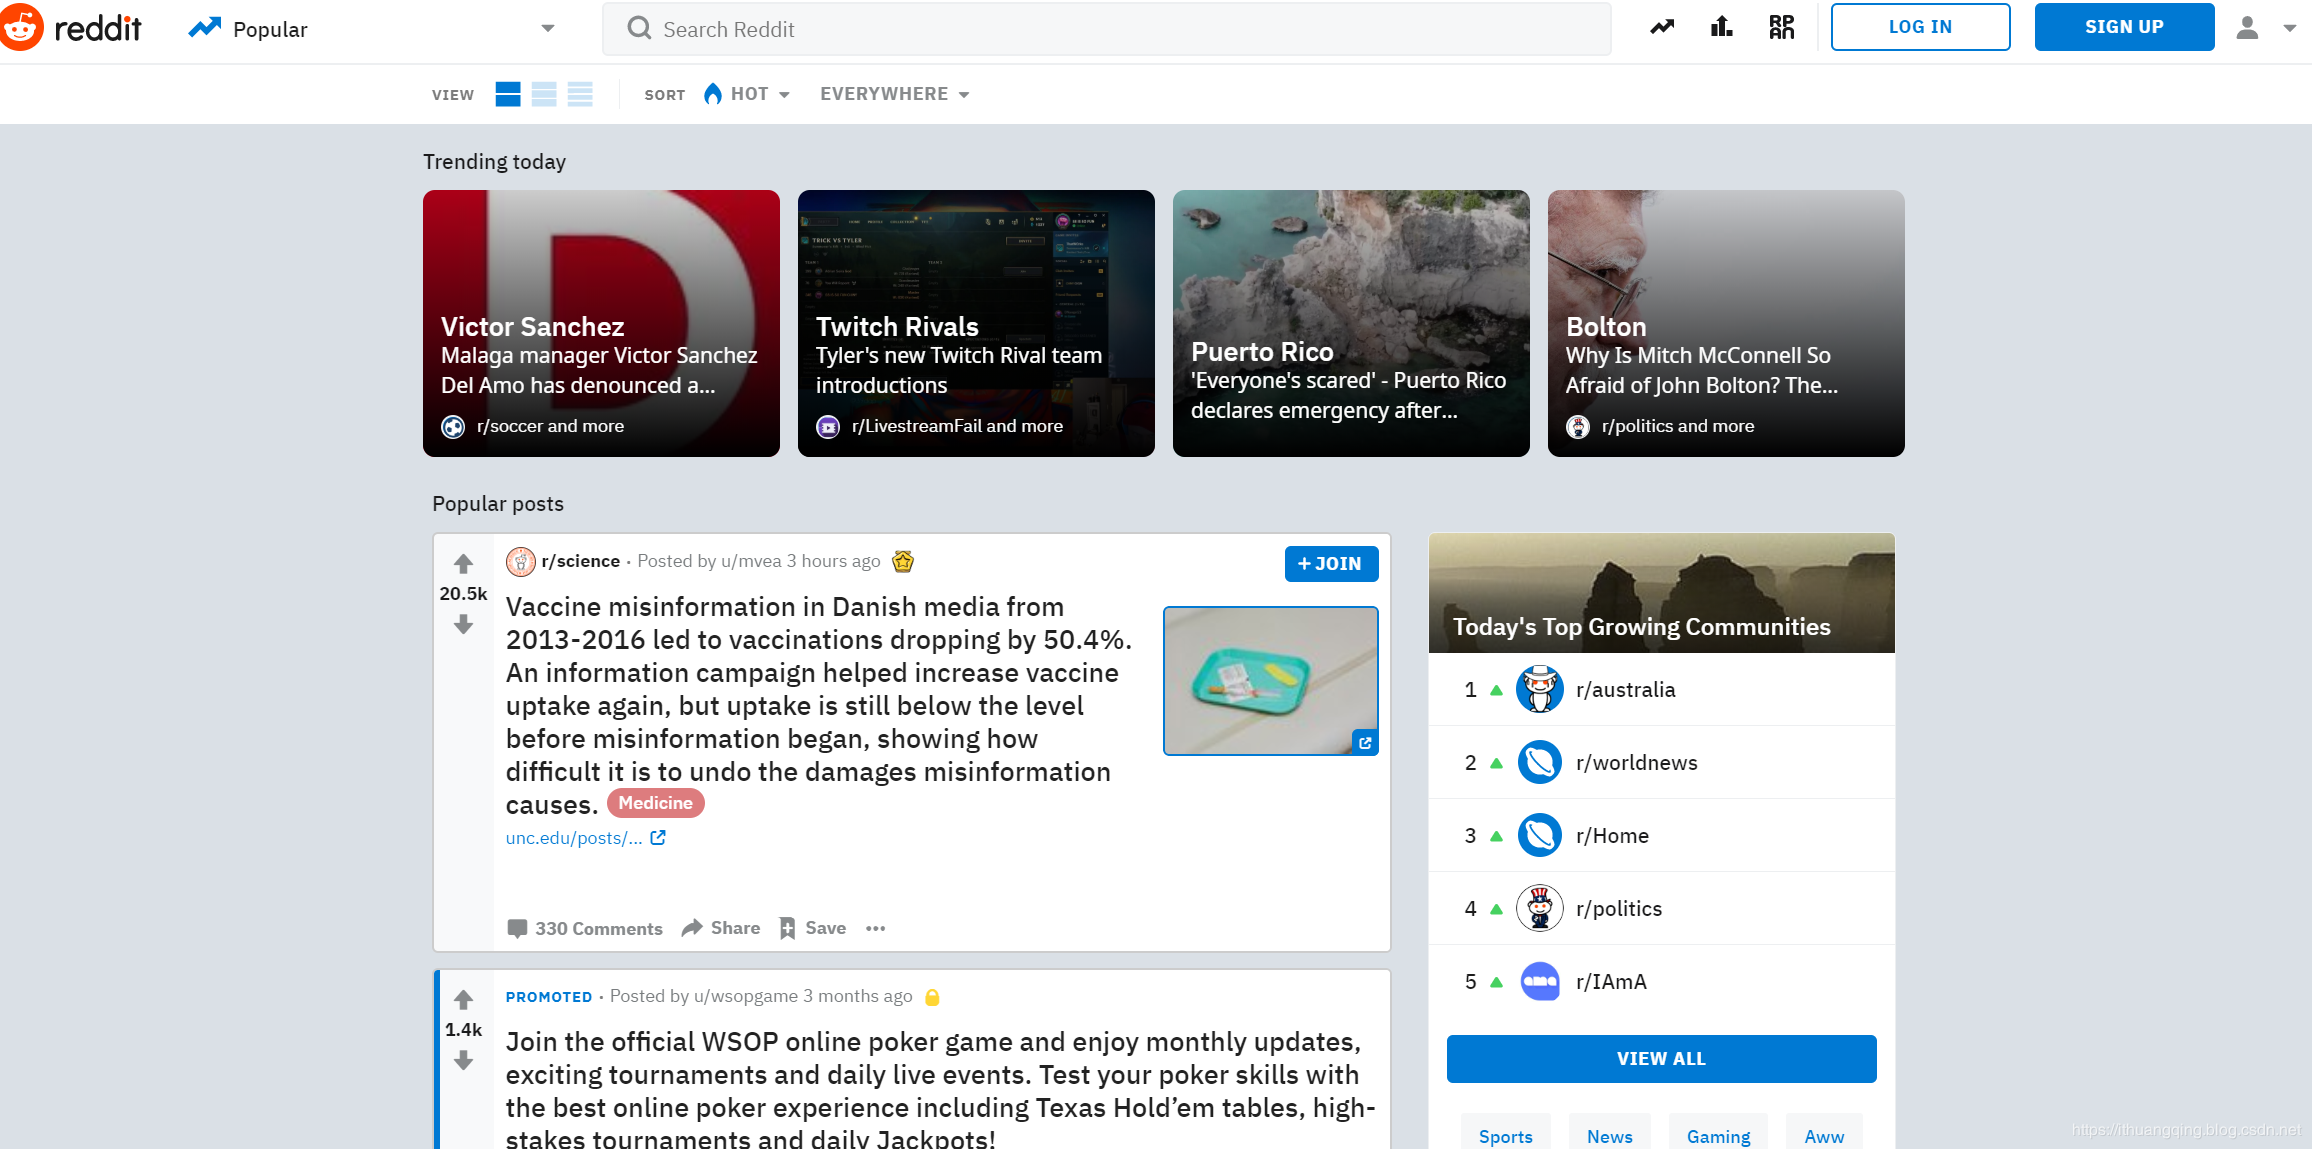 reddit
Popular
Search Reddit
RPAN
LOG IN
SIGN UP
VIEW
SORT
HOT
EVERYWHERE
Trending today
D
Victor Sanchez
Malaga manager Victor Sanchez
Del Amo has denounced a...
r/soccer and more
TRICK VS TYLER
Twitch Rivals
Tyler's new Twitch Rival team
introductions
r/LivestreamFail and more
Puerto Rico
'Everyone's scared' - Puerto Rico
declares emergency after...
Bolton
Why Is Mitch McConnell So
Afraid of John Bolton? The...
r/politics and more
Popular posts
20.5k
r/science · Posted by u/mvea 3 hours ago
+ JOIN
Vaccine misinformation in Danish media from
2013-2016 led to vaccinations dropping by 50.4%.
An information campaign helped increase vaccine
uptake again, but uptake is still below the level
before misinformation began, showing how
difficult it is to undo the damages misinformation
causes. Medicine
unc.edu/posts/...
330 Comments
Share
Save
1.4k
PROMOTED · Posted by u/wsopgame 3 months ago
Join the official WSOP online poker game and enjoy monthly updates,
exciting tournaments and daily live events. Test your poker skills with
the best online poker experience including Texas Hold’em tables, high-
stakes tournaments and daily Jackpots!
Today's Top Growing Communities
1 r/australia
2 r/worldnews
3 r/Home
4 r/politics
5 ama r/IAmA
VIEW ALL
Sports
News
Gaming
Aww
https://ithuangqing.blog.csdn.net